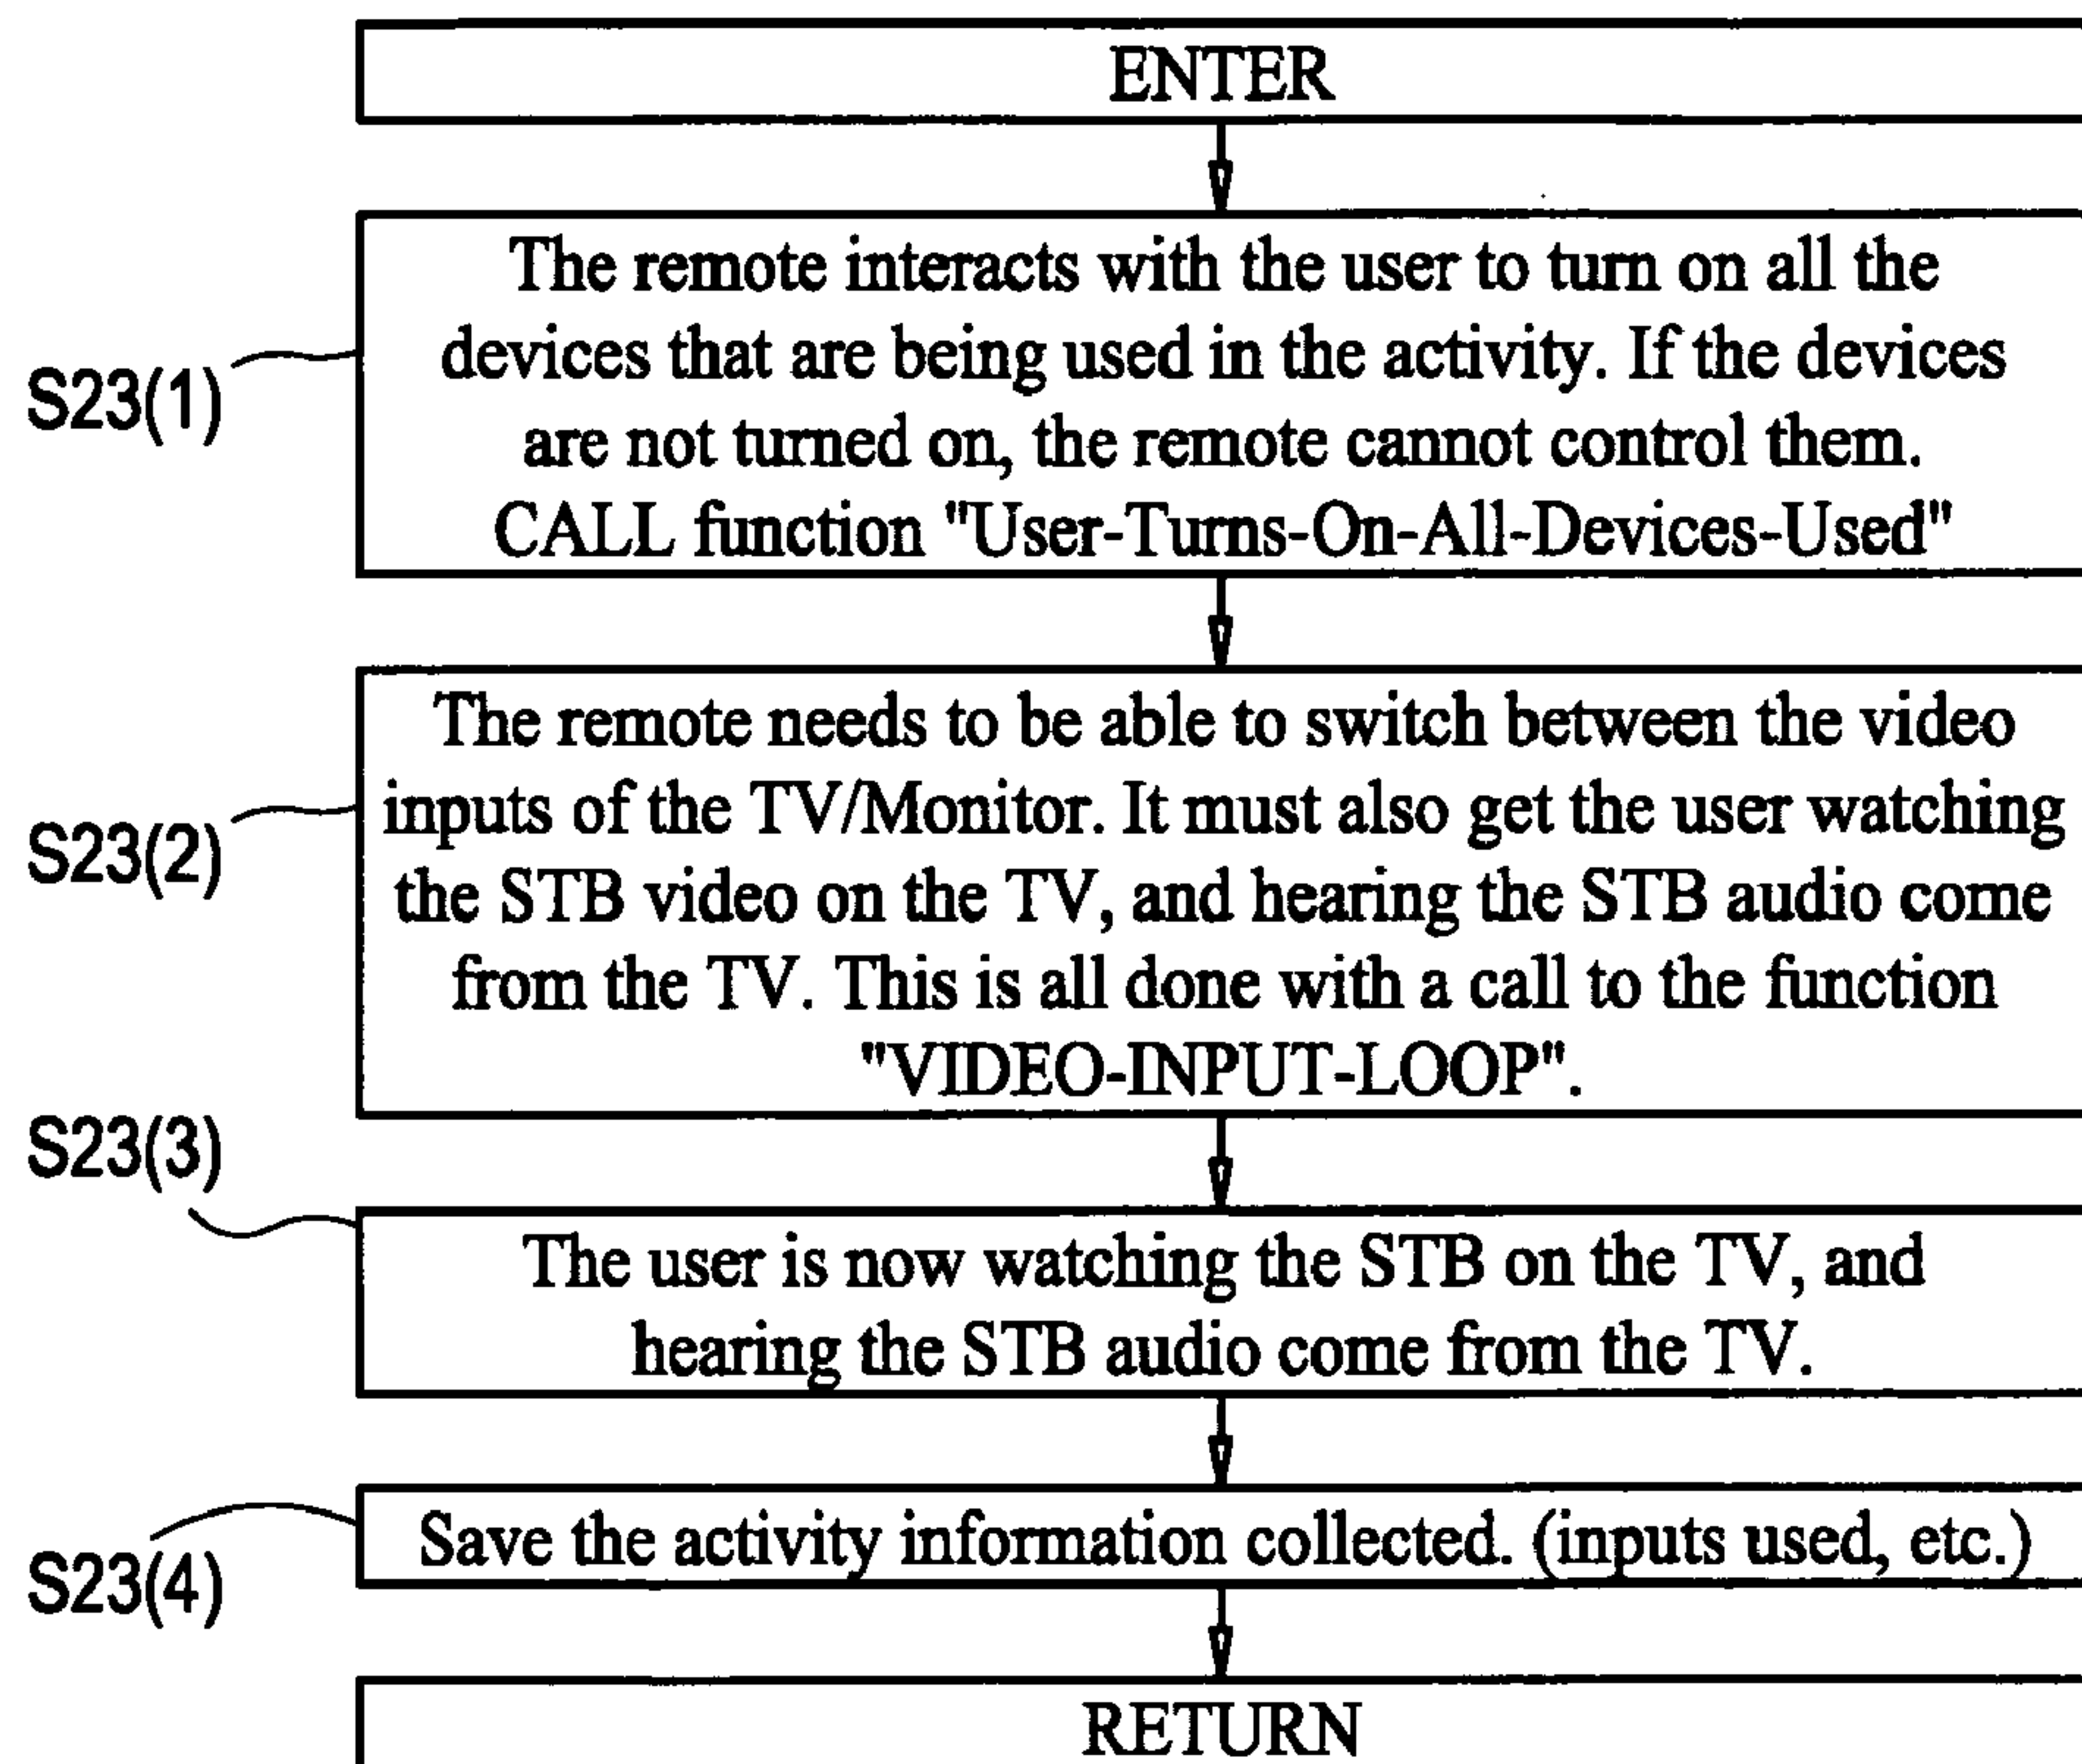 ENTER
S23(1)
The remote interacts with the user to turn on all the
devices that are being used in the activity. If the devices
are not turned on, the remote cannot control them.
CALL function "User-Turns-On-All-Devices-Used"
S23(2)
The remote needs to be able to switch between the video
inputs of the TV/Monitor. It must also get the user watching
the STB video on the TV, and hearing the STB audio come
from the TV. This is all done with a call to the function
"VIDEO-INPUT-LOOP".
S23(3)
The user is now watching the STB on the TV, and
hearing the STB audio come from the TV.
S23(4)
Save the activity information collected. (inputs used, etc.)
RETURN